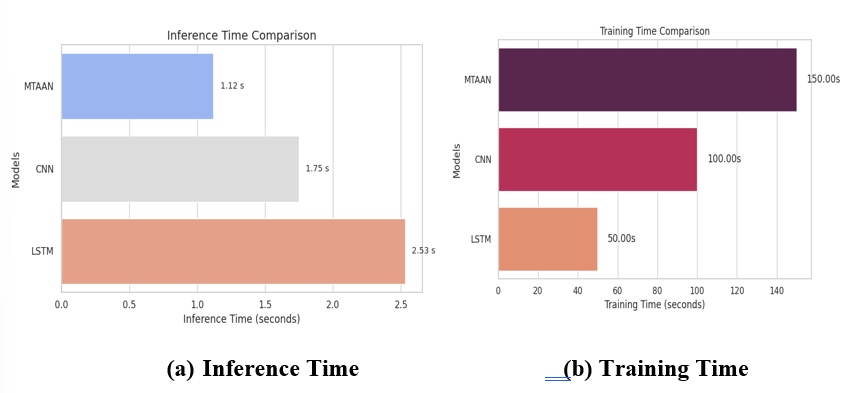 Inference Time Comparison
MTAAN
1.12 s
CNN
1.75 s
LSTM
2.53 s
Models
0.0 0.5 1.0 1.5 2.0 2.5
Inference Time (seconds)
(a) Inference Time
Training Time Comparison
MTAAN
150.00s
CNN
100.00s
LSTM
50.00s
Models
0 20 40 60 80 100 120 140
Training Time (seconds)
(b) Training Time